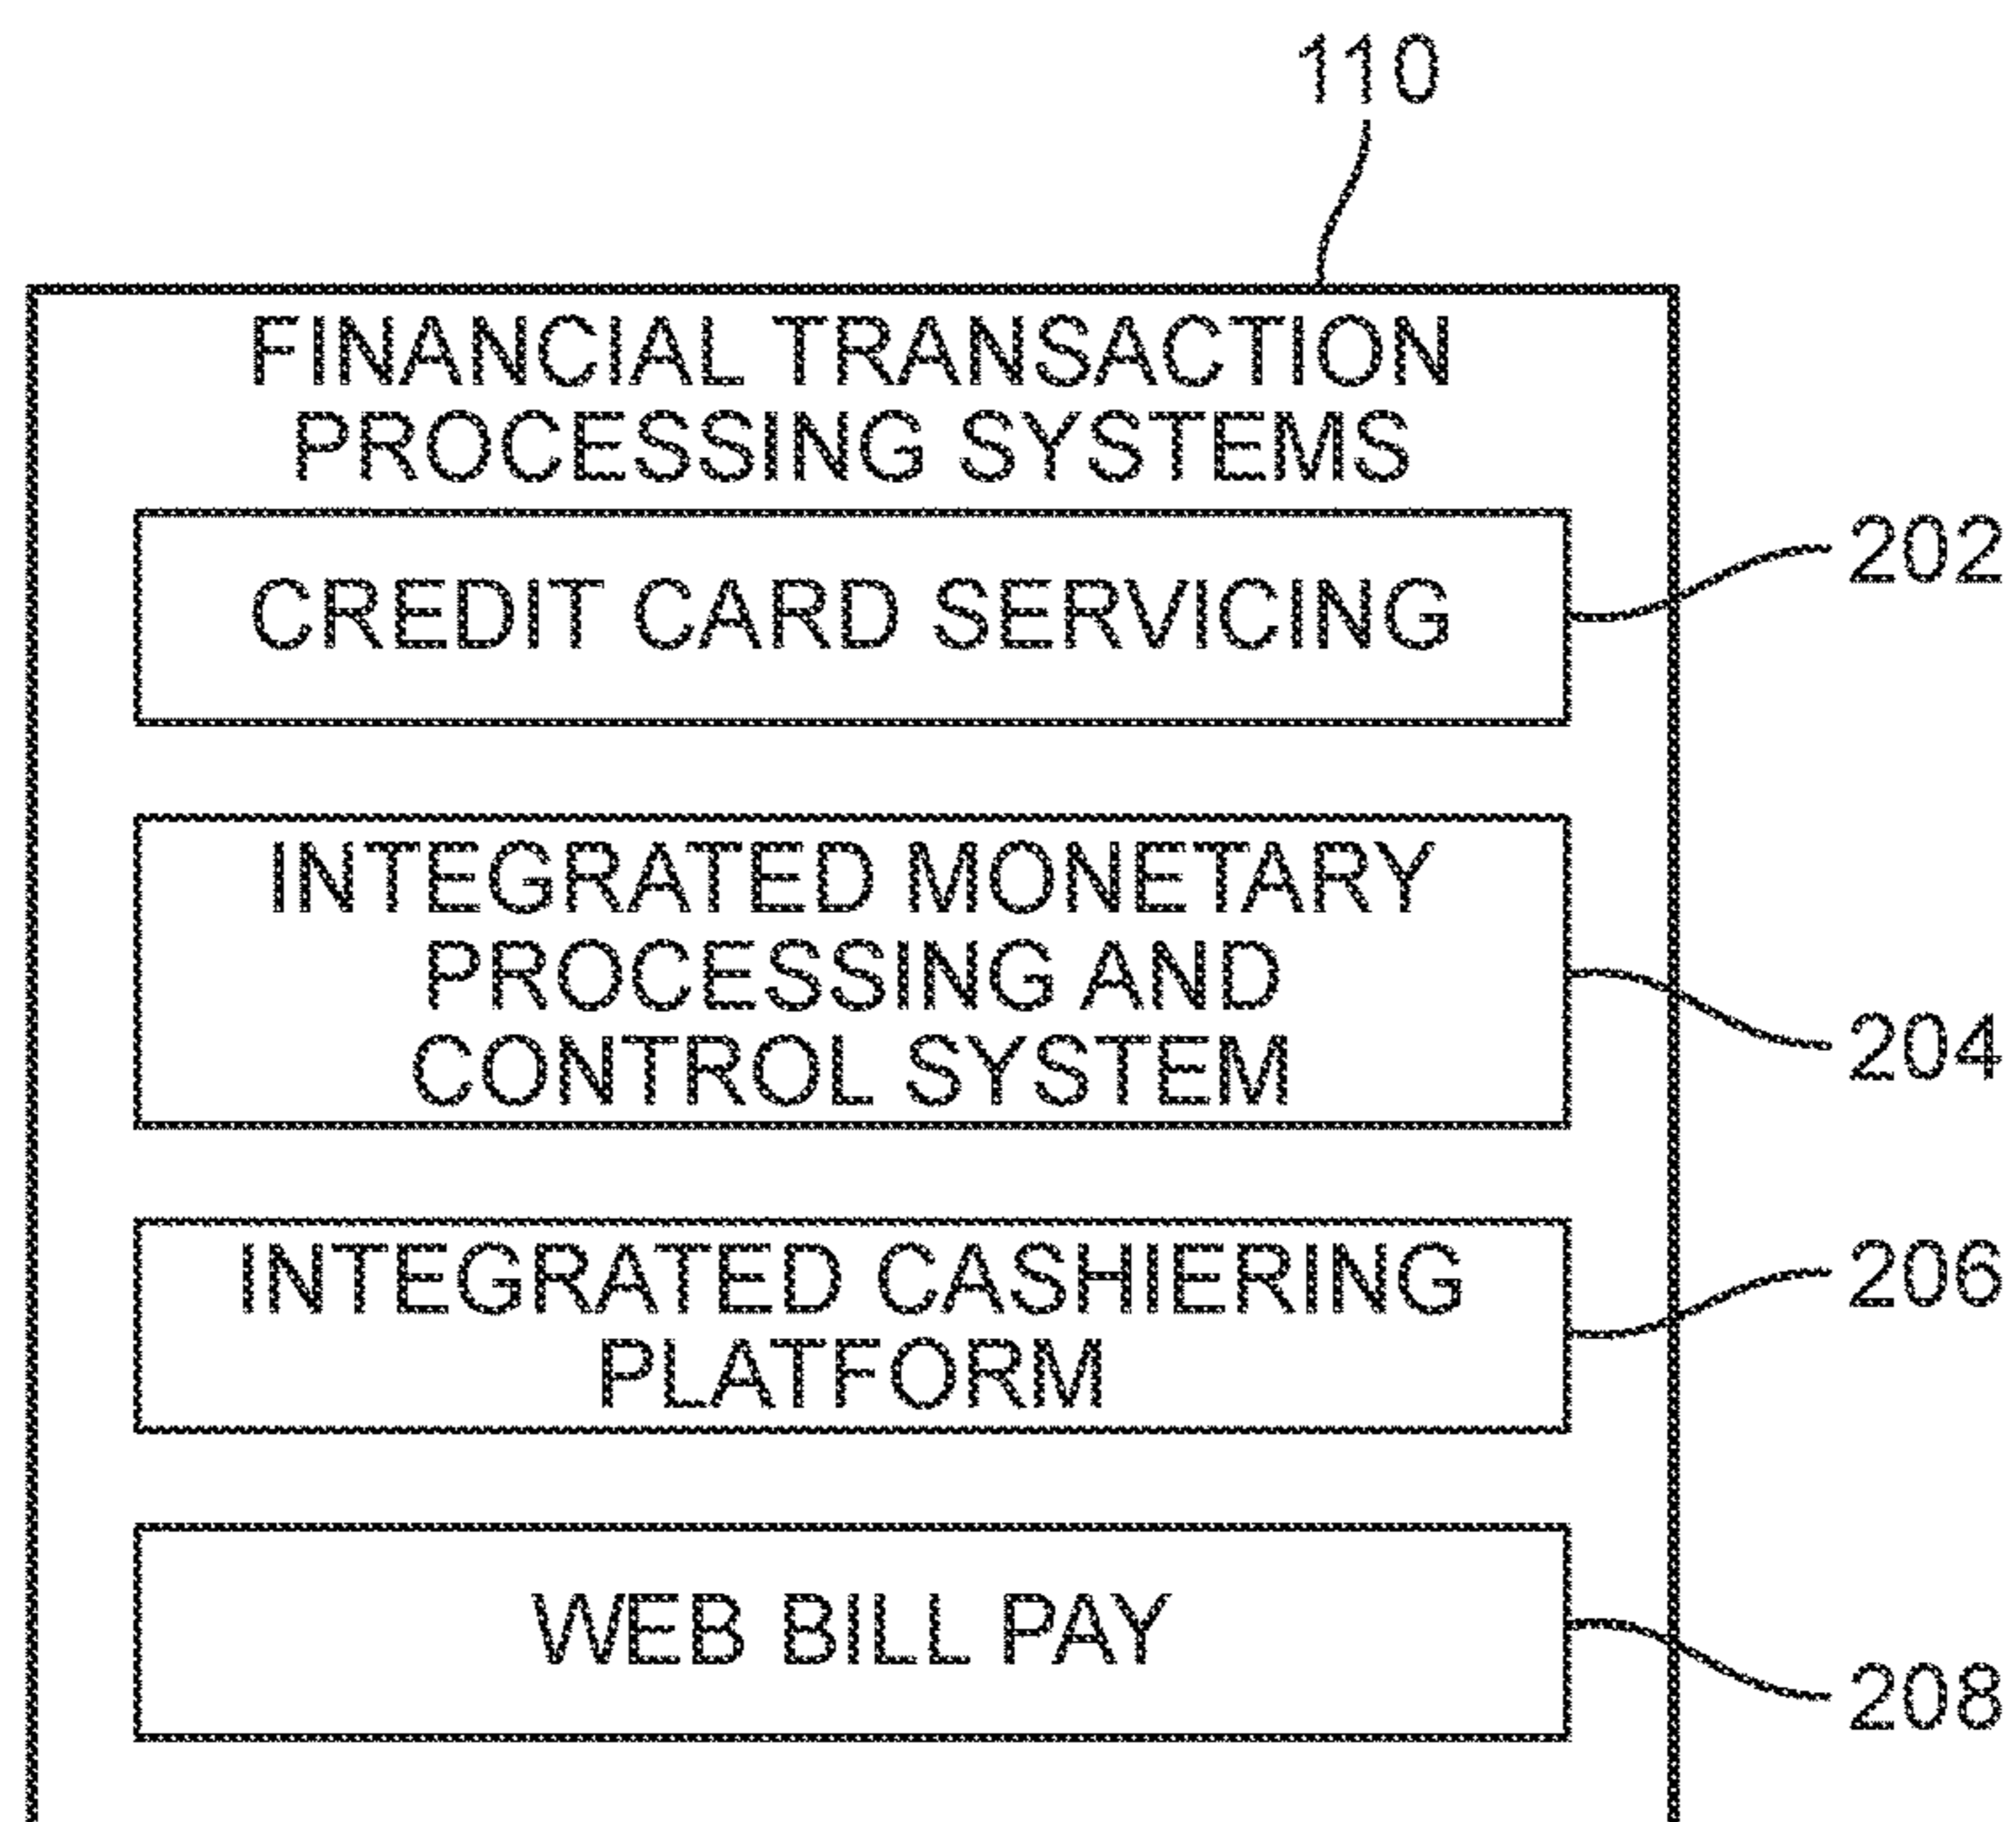 110
FINANCIAL TRANSACTION
PROCESSING SYSTEMS
CREDIT CARD SERVICING
202
INTEGRATED MONETARY
PROCESSING AND
CONTROL SYSTEM
204
INTEGRATED CASHIERING
PLATFORM
206
WEB BILL PAY
208